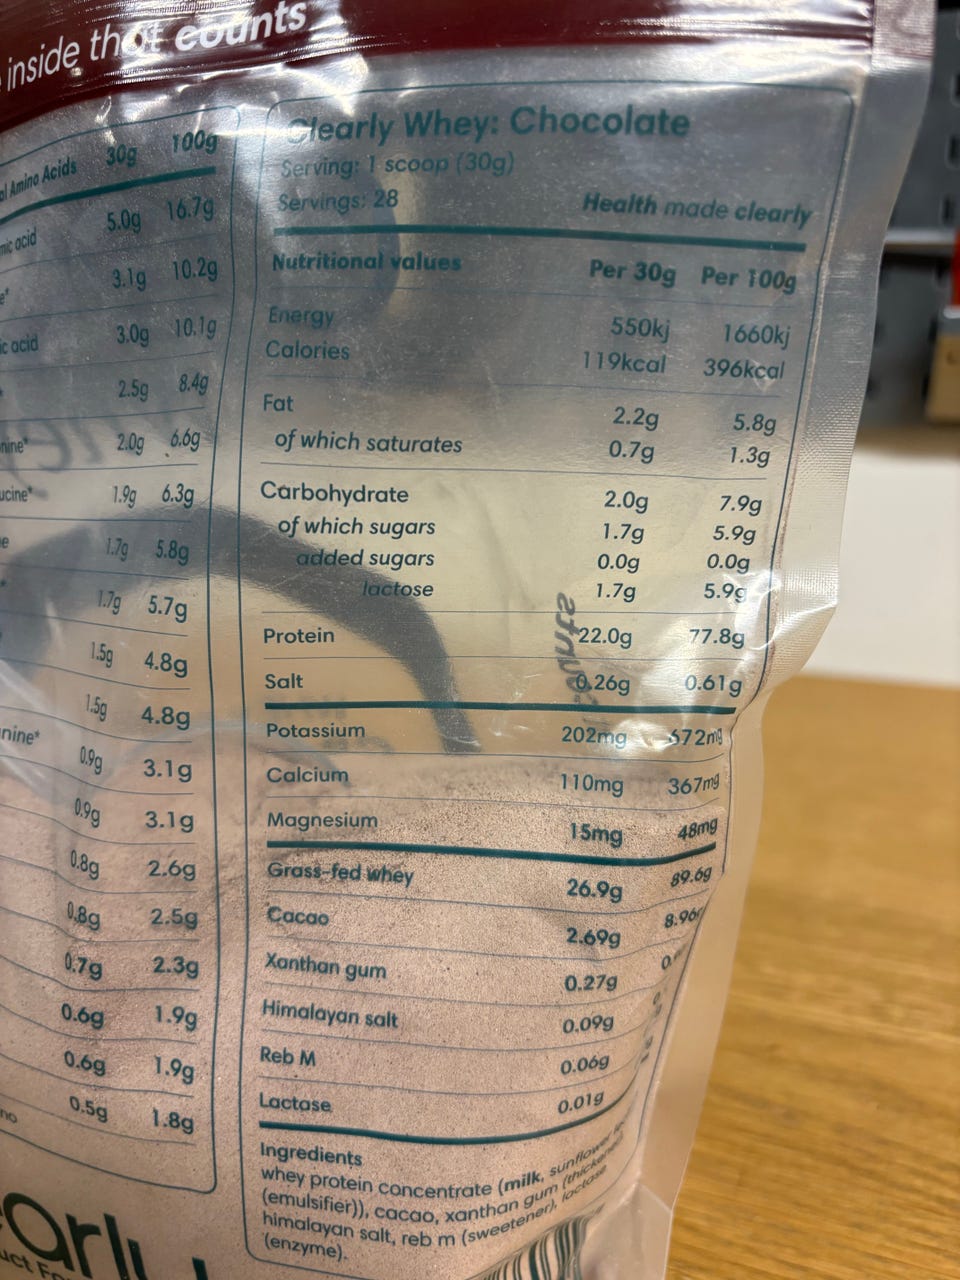 inside that counts
Amino Acids 30g 100g
5.0g 16.7g
3.1g 10.2g
acid 3.0g 10.1g
2.5g 8.4g
2.0g 6.6g
1.9g 6.3g
1.7g 5.8g
1.7g 5.7g
1.5g 4.8g
1.5g 4.8g
0.9g 3.1g
0.9g 3.1g
0.8g 2.6g
0.8g 2.5g
0.7g 2.3g
0.6g 1.9g
0.6g 1.9g
0.5g 1.8g
Clearly Whey: Chocolate
Serving: 1 scoop (30g)
Servings: 28
Health made clearly
Nutritional values Per 30g Per 100g
Energy 550kj 1660kj
Calories 119kcal 396kcal
Fat 2.2g 5.8g
of which saturates 0.7g 1.3g
Carbohydrate 2.0g 7.9g
of which sugars 1.7g 5.9g
added sugars 0.0g 0.0g
lactose 1.7g 5.9g
Protein 22.0g 77.8g
Salt 0.26g 0.61g
Potassium 202mg 672mg
Calcium 110mg 367mg
Magnesium 15mg 48mg
Grass-fed whey 26.9g 89.6g
Cacao 2.69g 8.96g
Xanthan gum 0.27g
Himalayan salt 0.09g
Reb M 0.06g
Lactase 0.01g
Ingredients
whey protein concentrate (milk, sunflower
(emulsifier)), cacao, xanthan gum (thickener),
himalayan salt, reb m (sweetener), lactase
(enzyme).